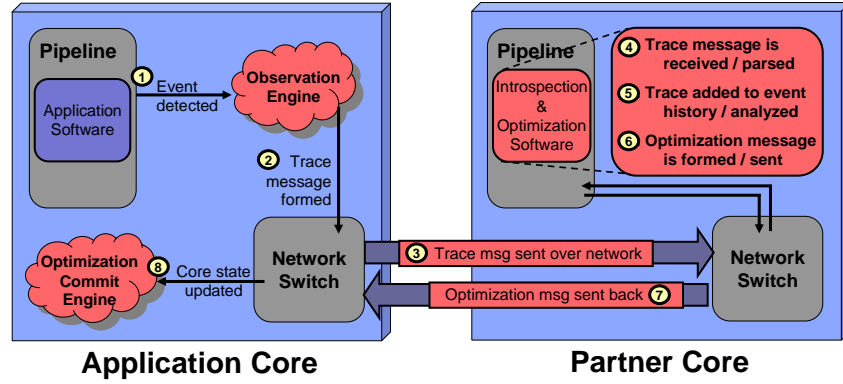 Pipeline
Application
Software
1
Event
detected
Observation
Engine
2 Trace
message
formed
Network
Switch
Optimization
Commit
Engine
8
Core state
updated
3 Trace msg sent over network
Optimization msg sent back 7
Pipeline
Introspection
&
Optimization
Software
4 Trace message is
received / parsed
5 Trace added to event
history / analyzed
6 Optimization message
is formed / sent
Network
Switch
Application Core
Partner Core